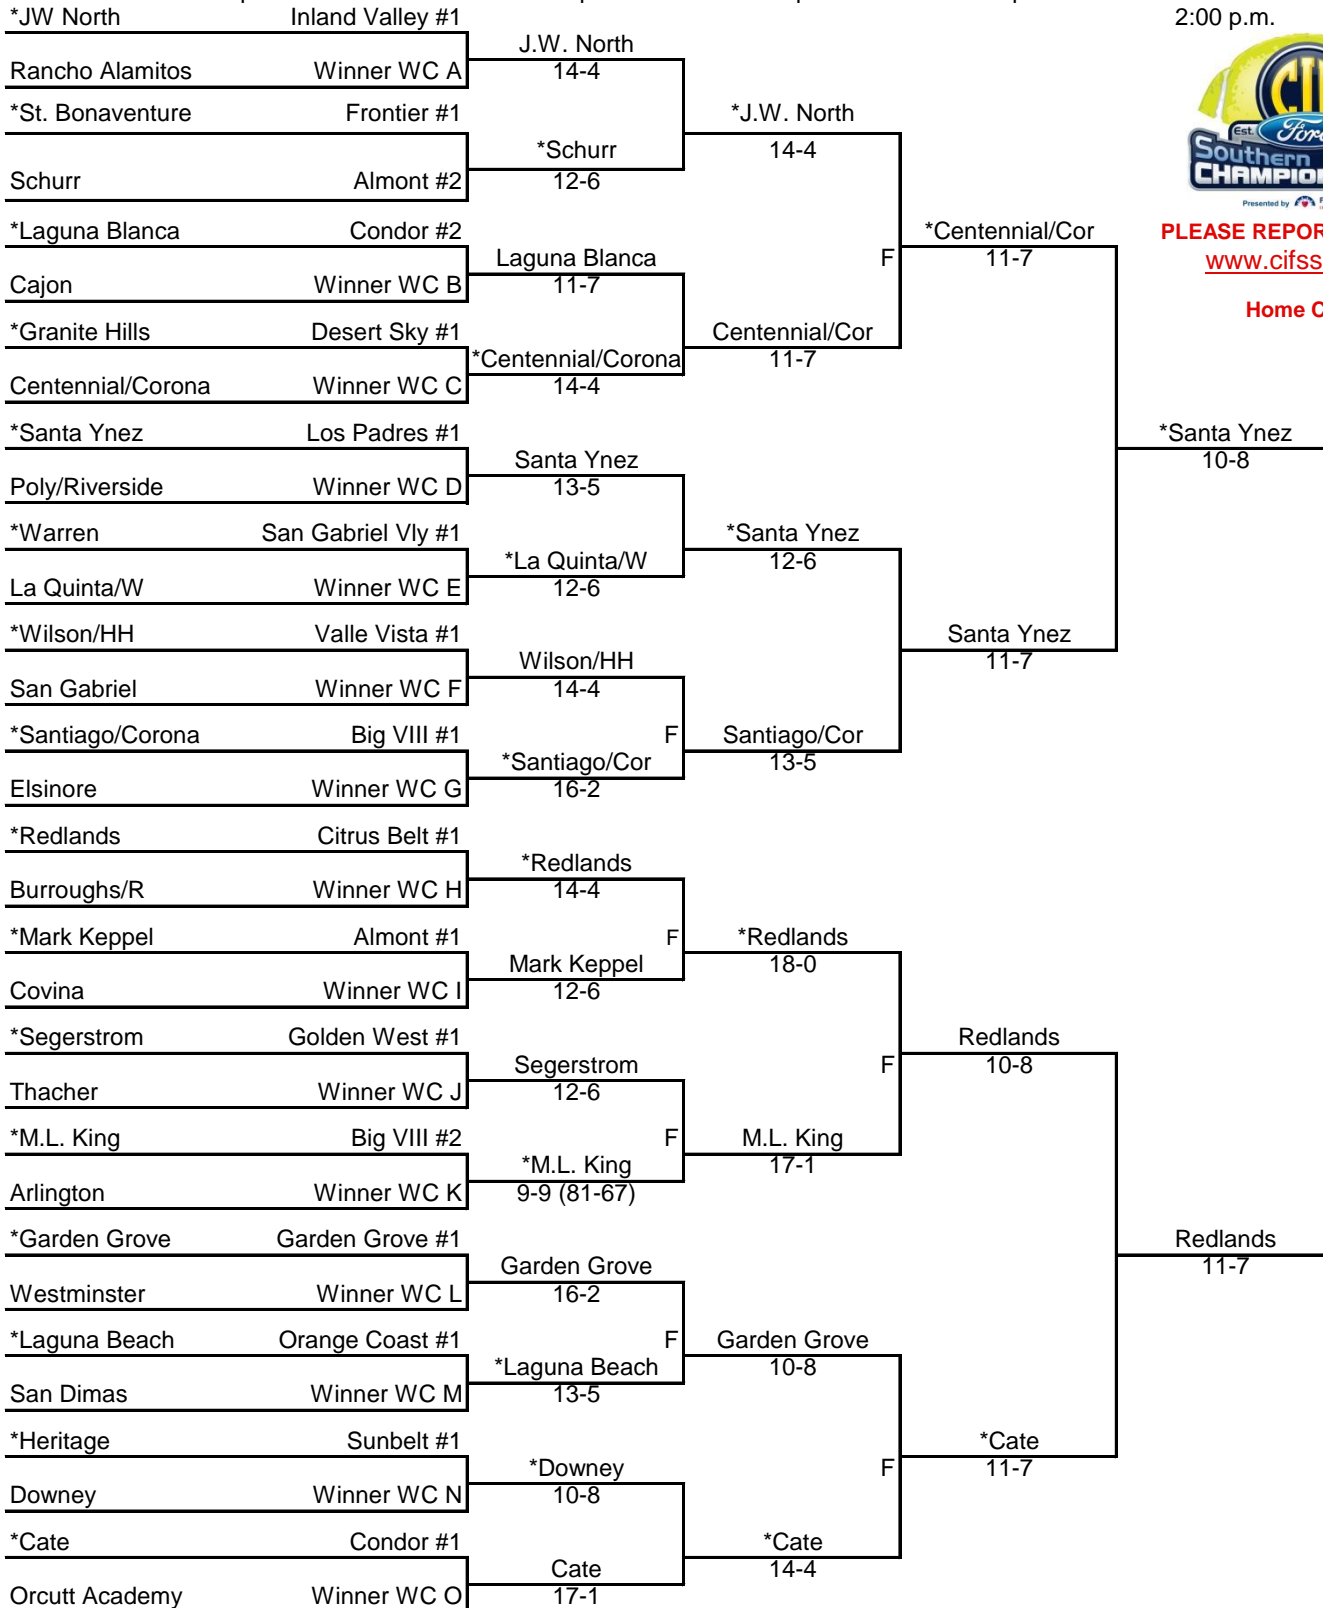 *JW North Inland Valley #1 2:00 p.m.
J.W. North
Rancho Alamitos Winner WC A 14-4
*St. Bonaventure Frontier #1 *J.W. North
*Schurr 14-4
Schurr Almont #2 12-6
Est. Ford
Southern
CHAMPION
Presented by
*Laguna Blanca Condor #2 *Centennial/Cor PLEASE REPOR
Laguna Blanca F 11-7 www.cifss
Cajon Winner WC B 11-7
Home C
*Granite Hills Desert Sky #1 Centennial/Cor
*Centennial/Corona 11-7
Centennial/Corona Winner WC C 14-4
*Santa Ynez Los Padres #1 *Santa Ynez
Santa Ynez 10-8
Poly/Riverside Winner WC D 13-5
*Warren San Gabriel Vly #1 *Santa Ynez
*La Quinta/W 12-6
La Quinta/W Winner WC E 12-6
*Wilson/HH Valle Vista #1 Santa Ynez
Wilson/HH 11-7
San Gabriel Winner WC F 14-4
*Santiago/Corona Big VIII #1 F Santiago/Cor
*Santiago/Cor 13-5
Elsinore Winner WC G 16-2
*Redlands Citrus Belt #1
*Redlands
Burroughs/R Winner WC H 14-4
*Mark Keppel Almont #1 F *Redlands
Mark Keppel 18-0
Covina Winner WC I 12-6
*Segerstrom Golden West #1 Redlands
Segerstrom F 10-8
Thacher Winner WC J 12-6
*M.L. King Big VIII #2 F M.L. King
*M.L. King 17-1
Arlington Winner WC K 9-9 (81-67)
*Garden Grove Garden Grove #1 Redlands
Garden Grove 11-7
Westminster Winner WC L 16-2
*Laguna Beach Orange Coast #1 F Garden Grove
*Laguna Beach 10-8
San Dimas Winner WC M 13-5
*Heritage Sunbelt #1 *Cate
*Downey F 11-7
Downey Winner WC N 10-8
*Cate Condor #1 *Cate
Cate 14-4
Orcutt Academy Winner WC O 17-1